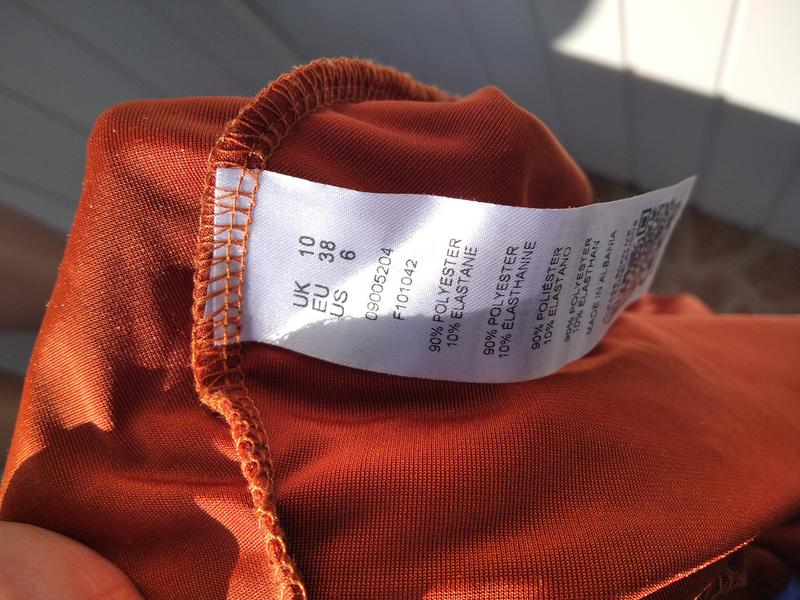 UK 10
EU 38
US 6
09005204
F101042
90% POLYESTER
10% ELASTANE
90% POLYESTER
10% ELASTHANNE
90% POLIÉSTER
10% ELASTANO
90% POLYESTER
10% ELASTHAN
MADE IN ALBANIA